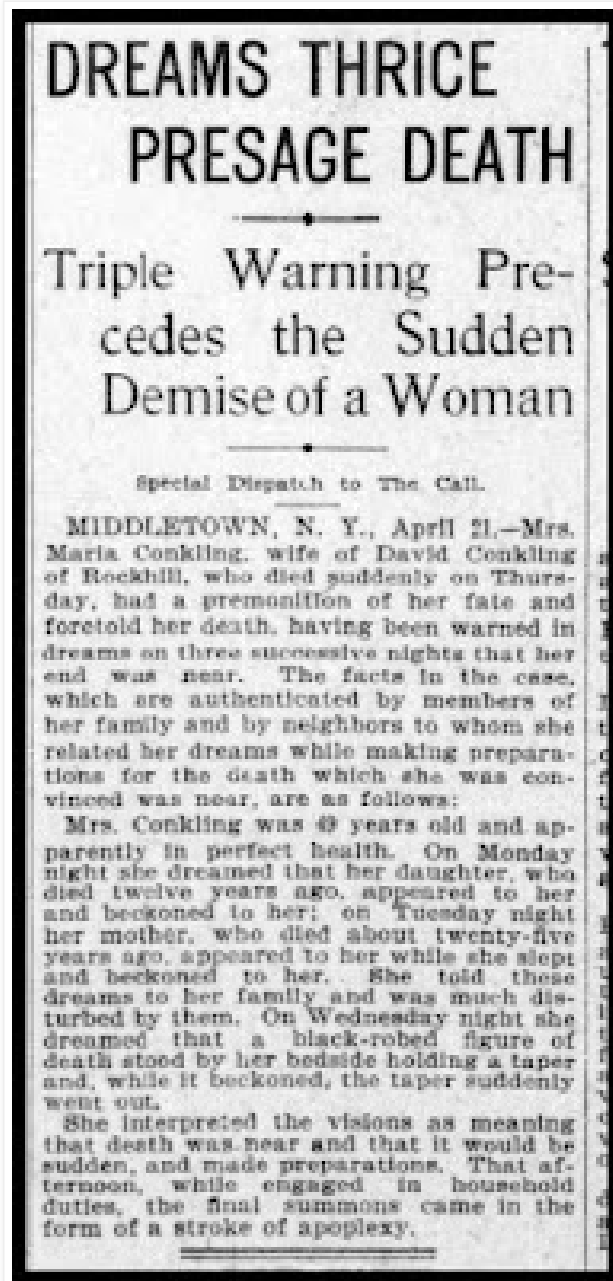 DREAMS THRICE
PRESAGE DEATH
Triple Warning Pre-
cedes the Sudden
Demise of a Woman
Special Dispatch to The Call.
MIDDLETOWN, N. Y., April 21.—Mrs.
Maria Conkling, wife of David Conkling
of Rockhill, who died suddenly on Thurs-
day, had a premonition of her fate and
foretold her death, having been warned in
dreams on three successive nights that her
end was near. The facts in the case,
which are authenticated by members of
her family and by neighbors to whom she
related her dreams while making prepara-
tions for the death which she was con-
vinced was near, are as follows:
Mrs. Conkling was 49 years old and ap-
parently in perfect health. On Monday
night she dreamed that her daughter, who
died twelve years ago, appeared to her
and beckoned to her; on Tuesday night
her mother, who died about twenty-five
years ago, appeared to her while she slept
and beckoned to her. She told these
dreams to her family and was much dis-
turbed by them. On Wednesday night she
dreamed that a black-robed figure of
death stood by her bedside holding a taper
and, while it beckoned, the taper suddenly
went out.
She interpreted the visions as meaning
that death was near and that it would be
sudden, and made preparations. That af-
ternoon, while engaged in household
duties, the final summons came in the
form of a stroke of apoplexy.